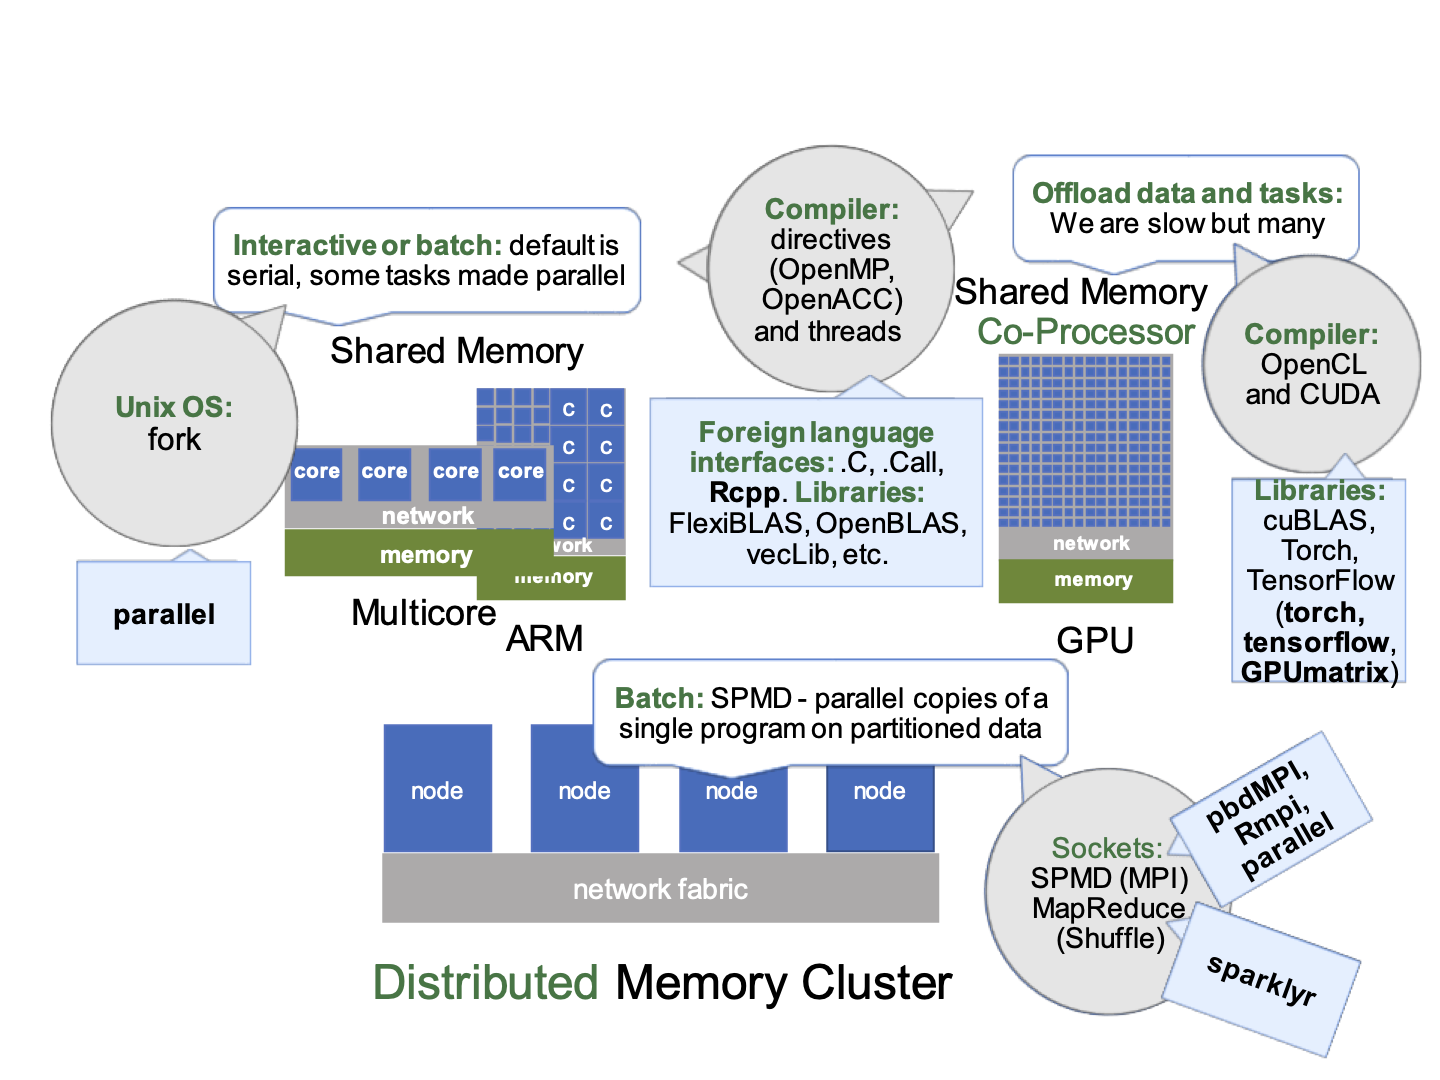 Interactive or batch: default is
serial, some tasks made parallel
Unix OS:
fork
parallel
Shared Memory
core core core core
network
memory
Multicore
C C
C C
C C
C C
work
memory
ARM
Compiler:
directives
(OpenMP,
OpenACC)
and threads
Foreign language
interfaces: .C, .Call,
Rcpp. Libraries:
FlexiBLAS, OpenBLAS,
vecLib, etc.
Offload data and tasks:
We are slow but many
Shared Memory
Co-Processor
network
memory
GPU
Compiler:
OpenCL
and CUDA
Libraries:
cuBLAS,
Torch,
TensorFlow
(torch,
tensorflow,
GPUmatrix)
Batch: SPMD - parallel copies of a
single program on partitioned data
node node node node
network fabric
Distributed Memory Cluster
Sockets:
SPMD (MPI)
MapReduce
(Shuffle)
pbdMPI,
Rmpi,
parallel
sparklyr